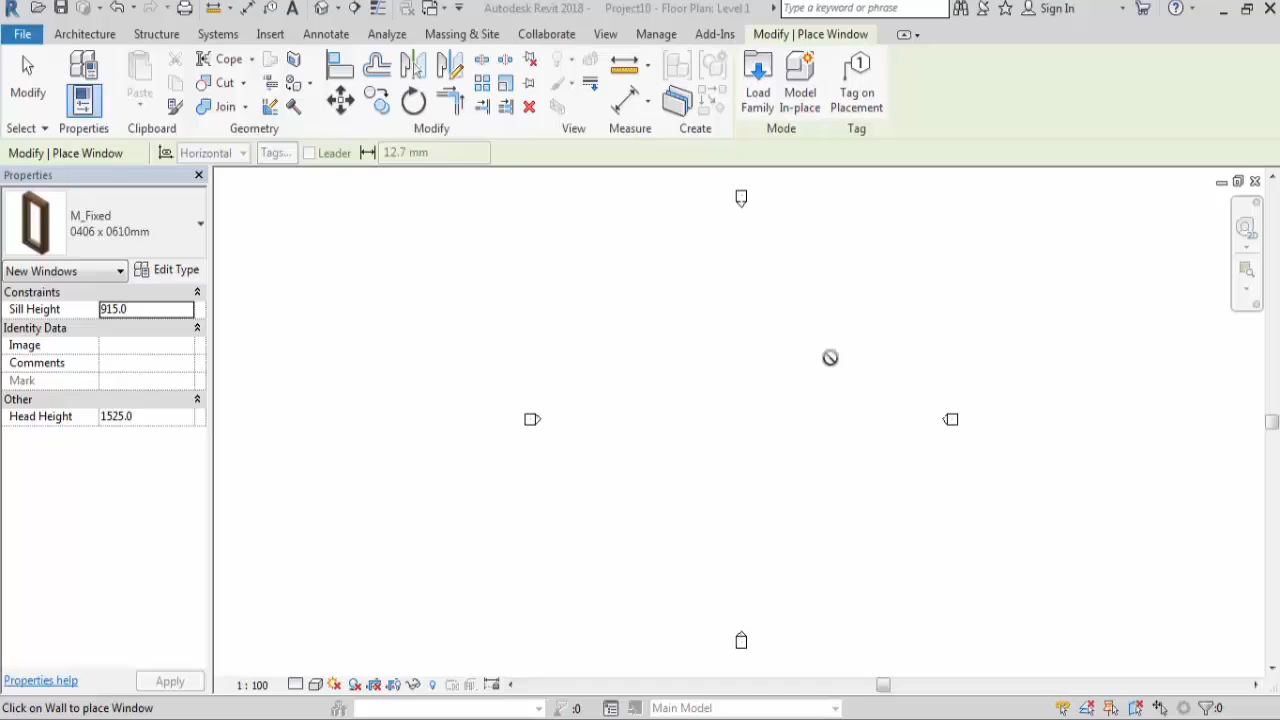 Autodesk Revit 2018 - Project10 - Floor Plan: Level 1
Type a keyword or phrase
Sign In
File Architecture Structure Systems Insert Annotate Analyze Massing & Site Collaborate View Manage Add-Ins Modify | Place Window
Modify
Paste
Cope
Cut
Join
Load Family
Model In-place
Tag on Placement
1
Select Properties Clipboard Geometry Modify View Measure Create Mode Tag
Modify | Place Window Horizontal Tags... Leader 12.7 mm
Properties
M_Fixed
0406 x 0610mm
New Windows Edit Type
Constraints
Sill Height 915.0
Identity Data
Image
Comments
Mark
Other
Head Height 1525.0
2D
Properties help Apply
1 : 100
Click on Wall to place Window :0 Main Model :0